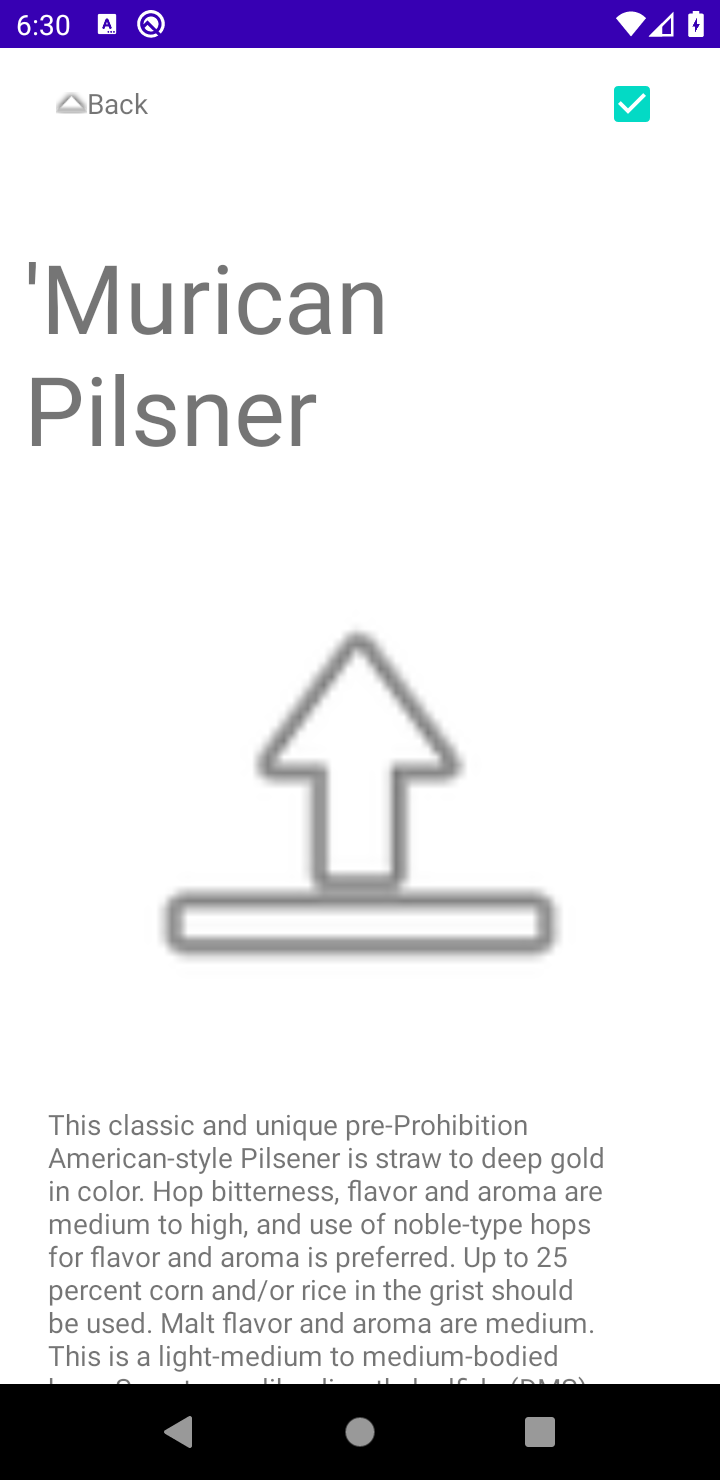 6:30
Back
'Murican
Pilsner
This classic and unique pre-Prohibition
American-style Pilsener is straw to deep gold
in color. Hop bitterness, flavor and aroma are
medium to high, and use of noble-type hops
for flavor and aroma is preferred. Up to 25
percent corn and/or rice in the grist should
be used. Malt flavor and aroma are medium.
This is a light-medium to medium-bodied